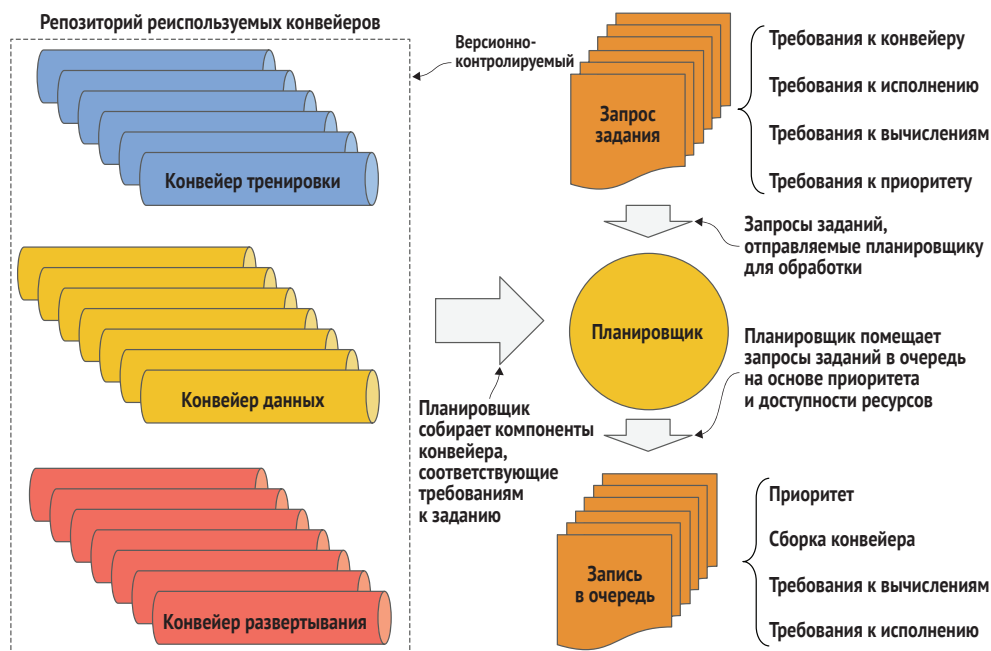 Репозиторий реиспользуемых конвейеров
Версионно-
контролируемый
Конвейер тренировки
Конвейер данных
Конвейер развертывания
Планировщик
собирает компоненты
конвейера,
соответствующие
требованиям
к заданию
Запрос
задания
Требования к конвейеру
Требования к исполнению
Требования к вычислениям
Требования к приоритету
Запросы заданий,
отправляемые планировщику
для обработки
Планировщик
Планировщик помещает
запросы заданий в очередь
на основе приоритета
и доступности ресурсов
Запись
в очередь
Приоритет
Сборка конвейера
Требования к вычислениям
Требования к исполнению